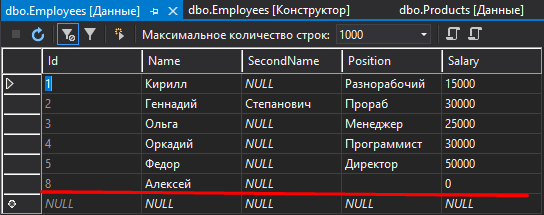 dbo.Employees [Данные] dbo.Employees [Конструктор] dbo.Products [Данные]
Максимальное количество строк: 1000
Id Name SecondName Position Salary
1 Кирилл NULL Разнорабочий 15000
2 Геннадий Степанович Прораб 30000
3 Ольга NULL Менеджер 25000
4 Оркадий NULL Программист 30000
5 Федор NULL Директор 50000
8 Алексей NULL 0
NULL NULL NULL NULL NULL